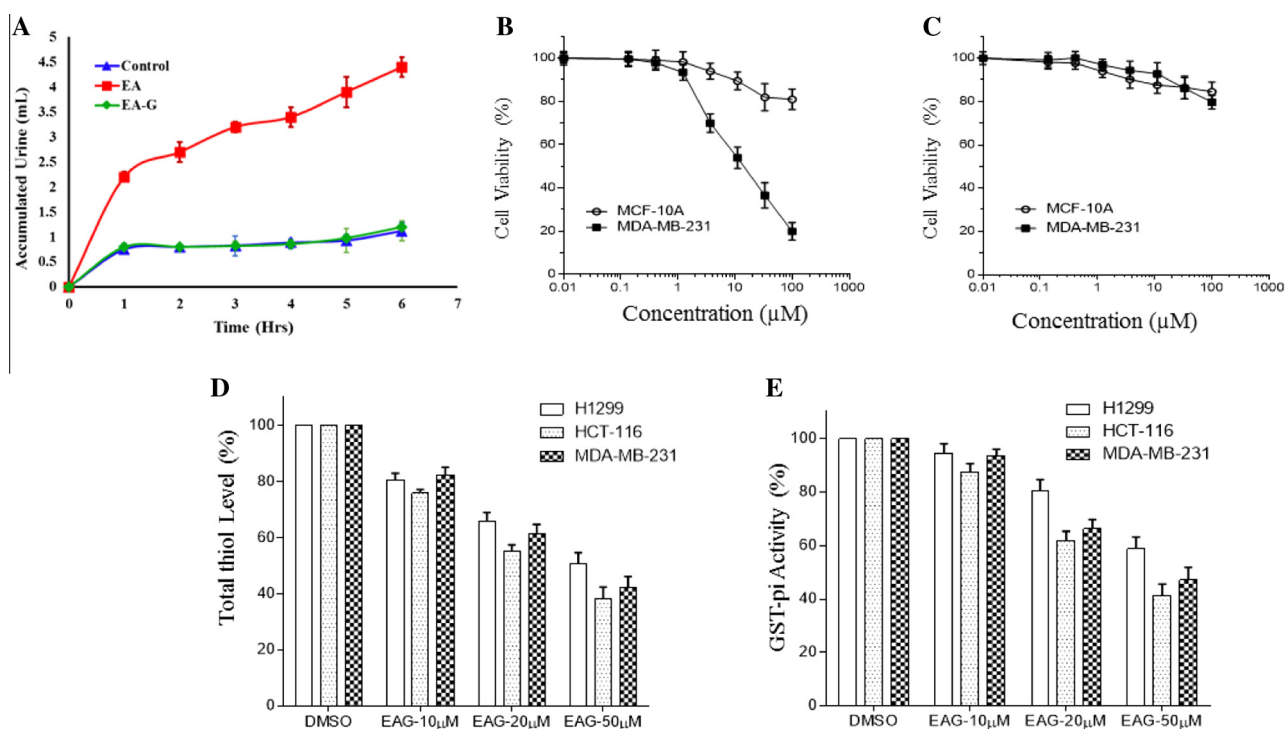 A
Accumulated Urine (mL)
5
4.5
4
3.5
3
2.5
2
1.5
1
0.5
0
Control
EA
EA-G
0 1 2 3 4 5 6 7
Time (Hrs)
B
Cell Viability (%)
100
80
60
40
20
0
MCF-10A
MDA-MB-231
0.01 0.1 1 10 100 1000
Concentration (µM)
C
Cell Viability (%)
100
80
60
40
20
0
MCF-10A
MDA-MB-231
0.01 0.1 1 10 100 1000
Concentration (µM)
D
Total thiol Level (%)
100
80
60
40
20
0
H1299
HCT-116
MDA-MB-231
DMSO EAG-10µM EAG-20µM EAG-50µM
E
GST-pi Activity (%)
100
80
60
40
20
0
H1299
HCT-116
MDA-MB-231
DMSO EAG-10µM EAG-20µM EAG-50µM